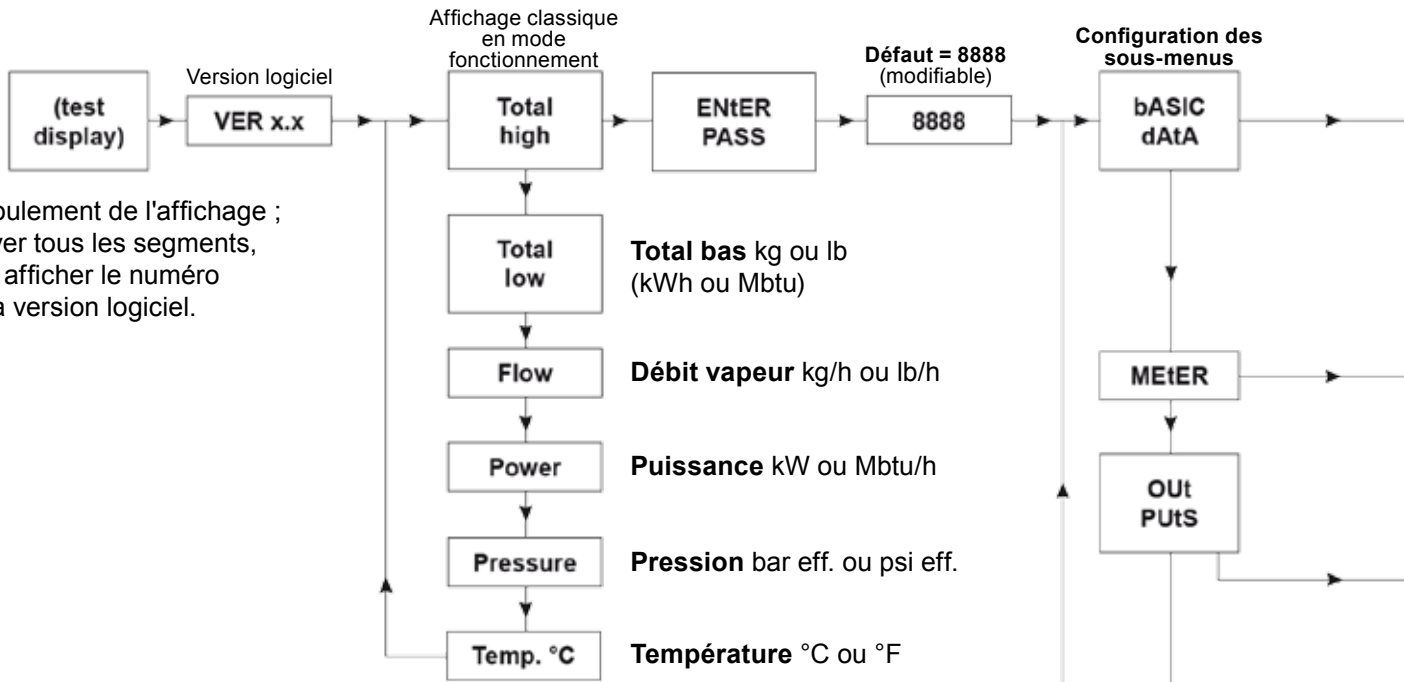 Affichage classique
en mode
fonctionnement
Version logiciel
Défaut = 8888
(modifiable)
Configuration des
sous-menus
(test
display)
VER x.x
Total
high
ENtER
PASS
8888
bASIC
dAtA
oulement de l'affichage ;
er tous les segments,
afficher le numéro
a version logiciel.
Total
low
Total bas kg ou lb
(kWh ou Mbtu)
Flow
Débit vapeur kg/h ou lb/h
MEtER
Power
Puissance kW ou Mbtu/h
OUt
PUtS
Pressure
Pression bar eff. ou psi eff.
Temp. °C
Température °C ou °F